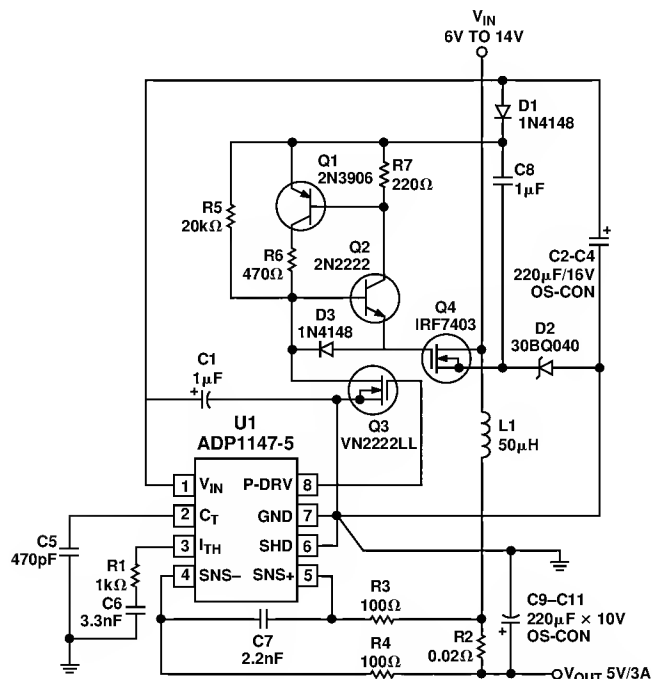 V_IN
6V TO 14V
D1
1N4148
Q1
2N3906
R7
220Ω
C8
1μF
R5
20kΩ
R6
470Ω
Q2
2N2222
+
C2-C4
220μF/16V
OS-CON
D3
1N4148
Q4
IRF7403
D2
30BQ040
C1
1μF
+
Q3
VN2222LL
L1
50μH
U1
ADP1147-5
1 V_IN P-DRV 8
2 C_T GND 7
3 I_TH SHD 6
4 SNS– SNS+ 5
C5
470pF
R1
1kΩ
C6
3.3nF
C7
2.2nF
R3
100Ω
R4
100Ω
R2
0.02Ω
C9–C11
220μF × 10V
OS-CON
+
V_OUT 5V/3A